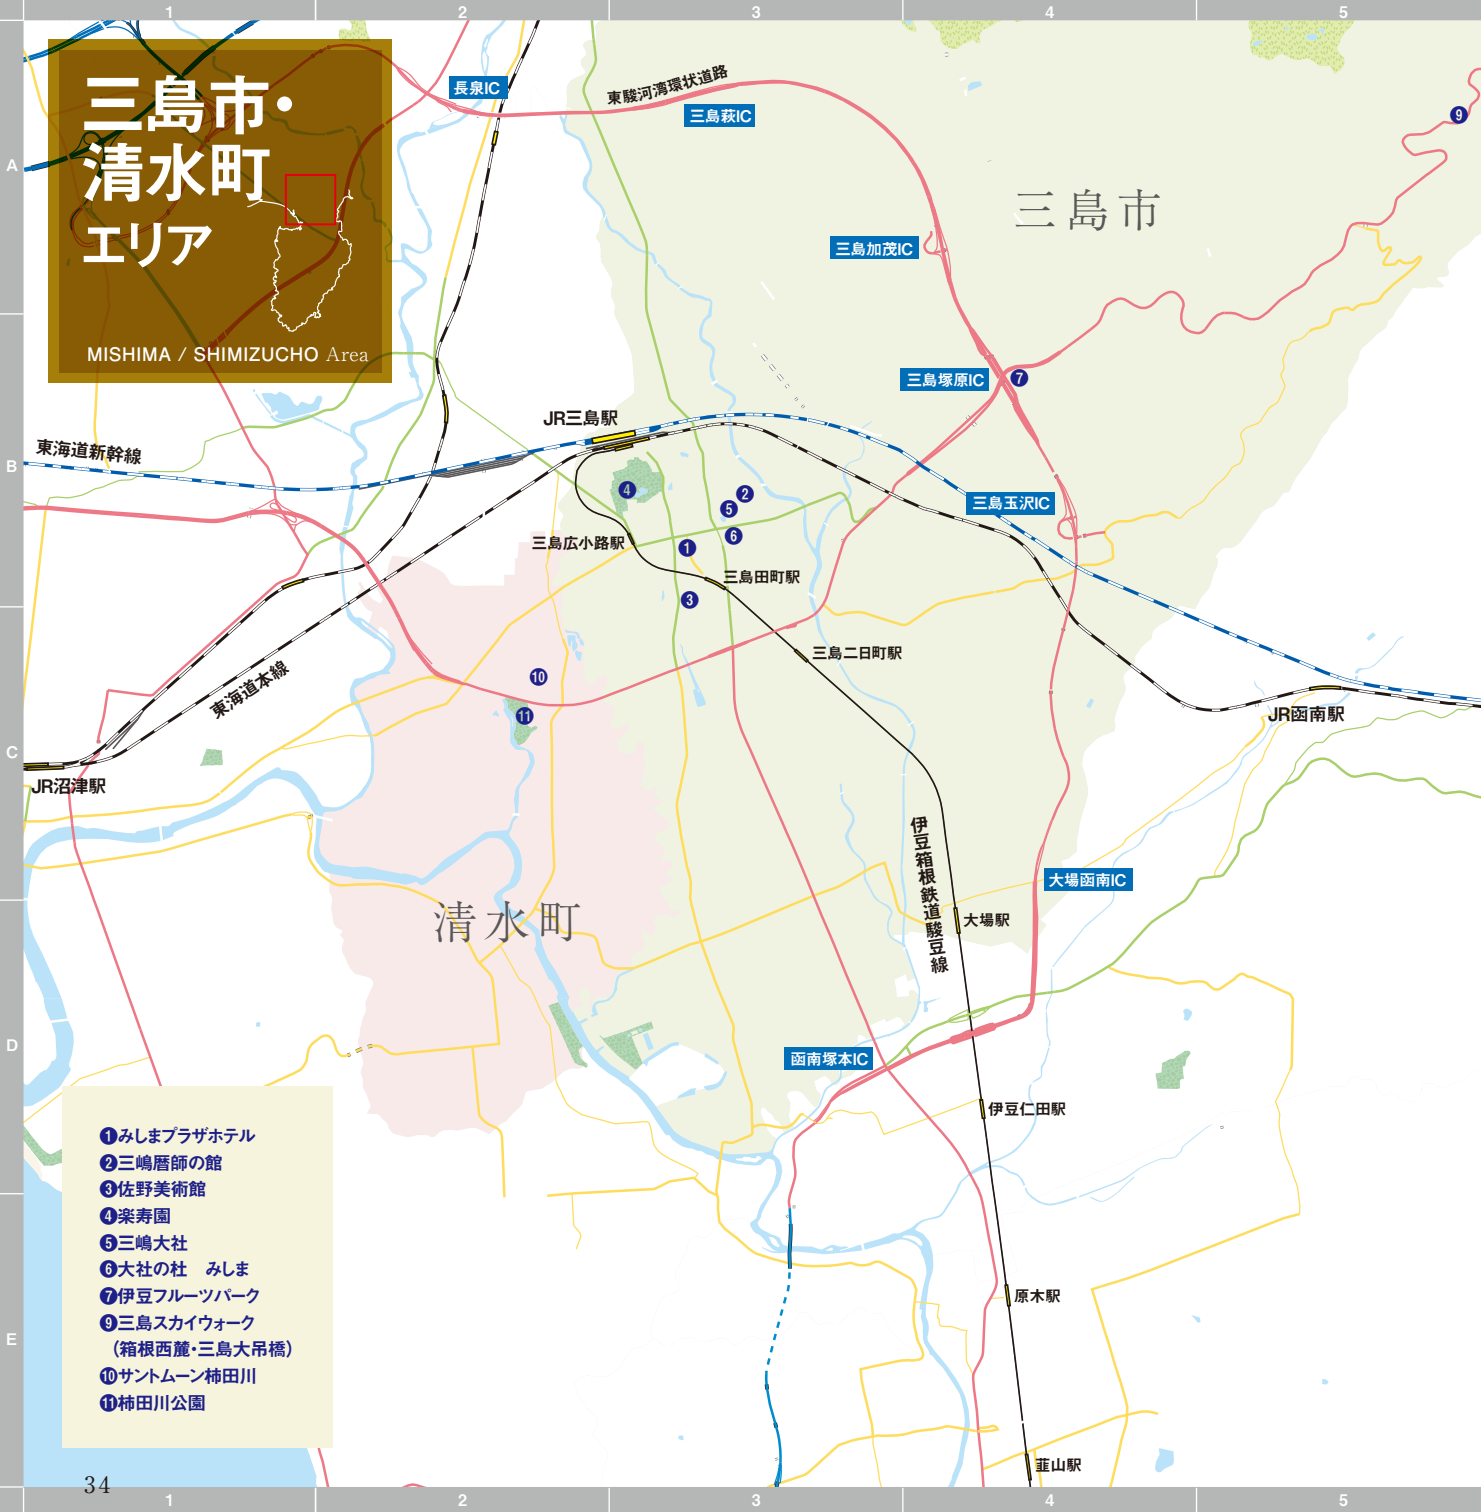 1 2 3 4 5
A
B
C
D
E
三島市・
清水町
エリア
MISHIMA / SHIMIZUCHO Area
長泉IC
東駿河湾環状道路
三島萩IC
三島市
三島加茂IC
三島塚原IC
JR三島駅
東海道新幹線
三島玉沢IC
三島広小路駅
三島田町駅
三島二日町駅
東海道本線
JR函南駅
JR沼津駅
伊豆箱根鉄道駿豆線
大場函南IC
清水町
大場駅
函南塚本IC
伊豆仁田駅
原木駅
韮山駅
9
7
4
2
5
6
1
3
10
11
❶みしまプラザホテル
❷三嶋暦師の館
❸佐野美術館
❹楽寿園
❺三嶋大社
❻大社の杜　みしま
❼伊豆フルーツパーク
❾三島スカイウォーク
（箱根西麓・三島大吊橋）
❿サントムーン柿田川
⓫柿田川公園
34
1 2 3 4 5